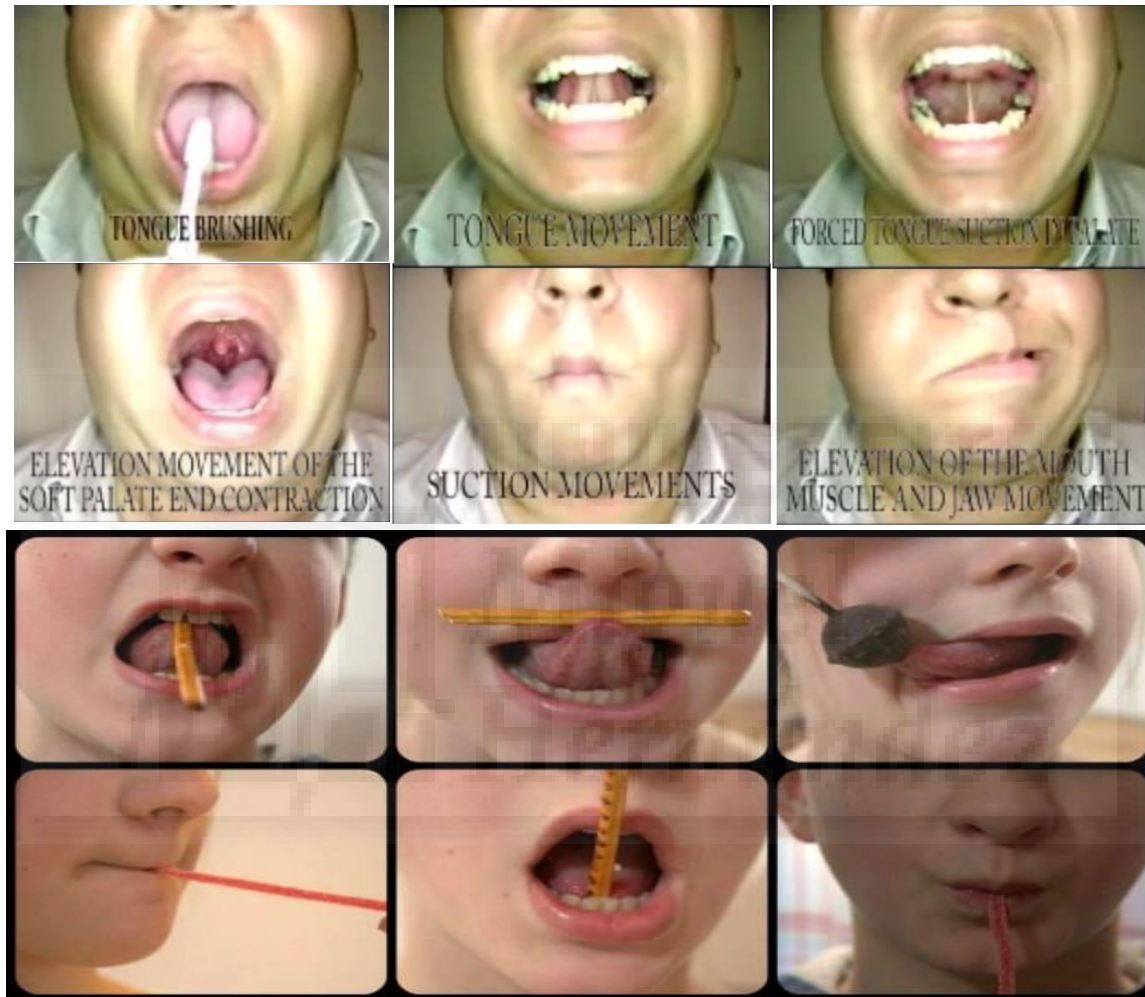 TONGUE BRUSHING
TONGUE MOVEMENT
FORCED TONGUE SUCTION IN PALATE
ELEVATION MOVEMENT OF THE
SOFT PALATE END CONTRACTION
SUCTION MOVEMENTS
ELEVATION OF THE MOUTH
MUSCLE AND JAW MOVEMENT